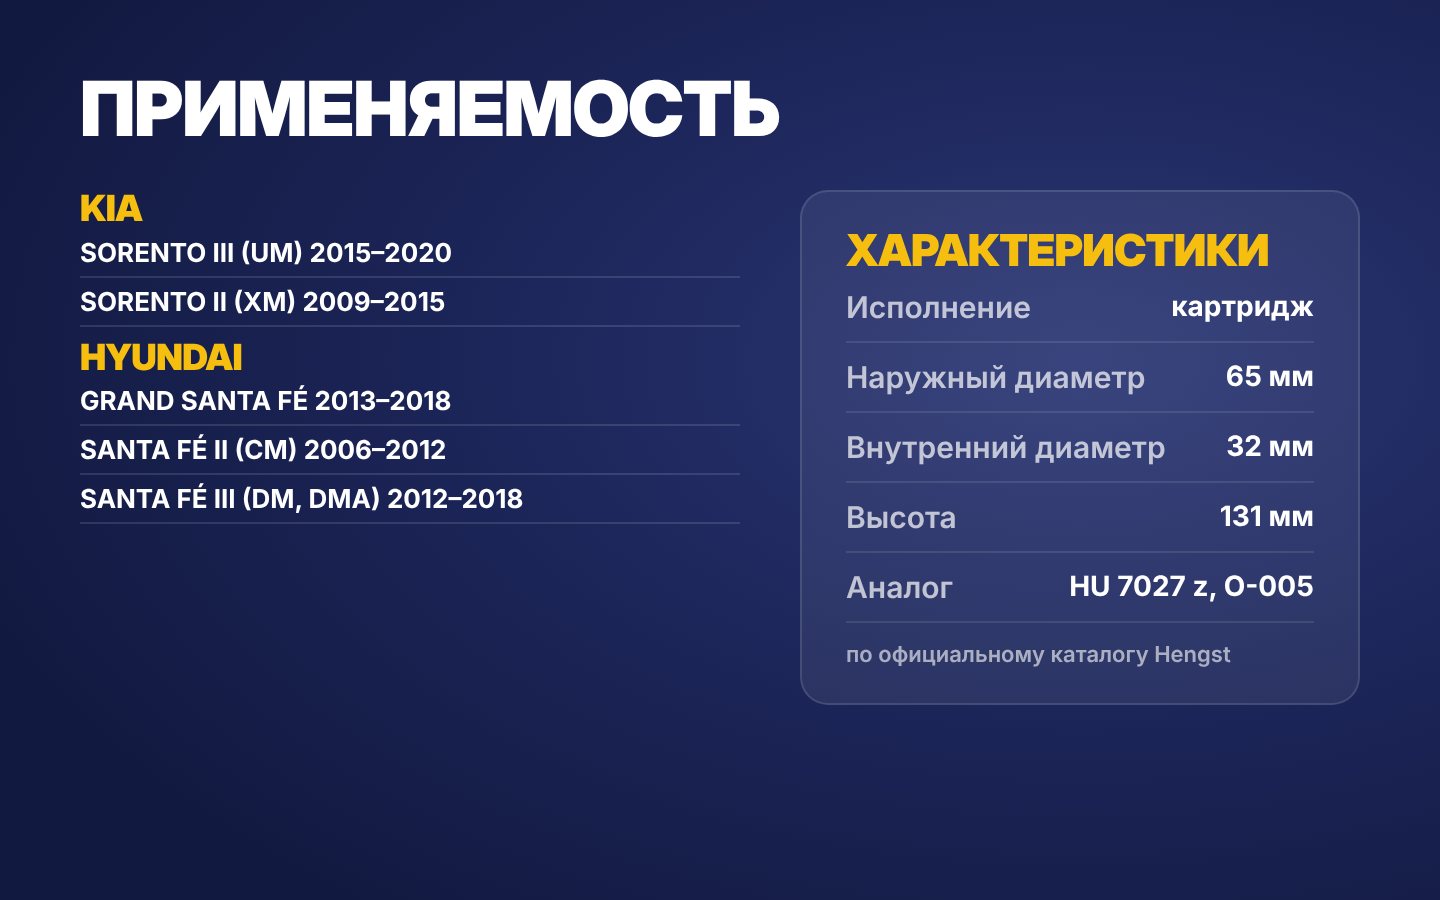 ПРИМЕНЯЕМОСТЬ
KIA
SORENTO III (UM) 2015–2020
SORENTO II (XM) 2009–2015
HYUNDAI
GRAND SANTA FÉ 2013–2018
SANTA FÉ II (CM) 2006–2012
SANTA FÉ III (DM, DMA) 2012–2018
ХАРАКТЕРИСТИКИ
Исполнение картридж
Наружный диаметр 65 мм
Внутренний диаметр 32 мм
Высота 131 мм
Аналог HU 7027 z, O-005
по официальному каталогу Hengst